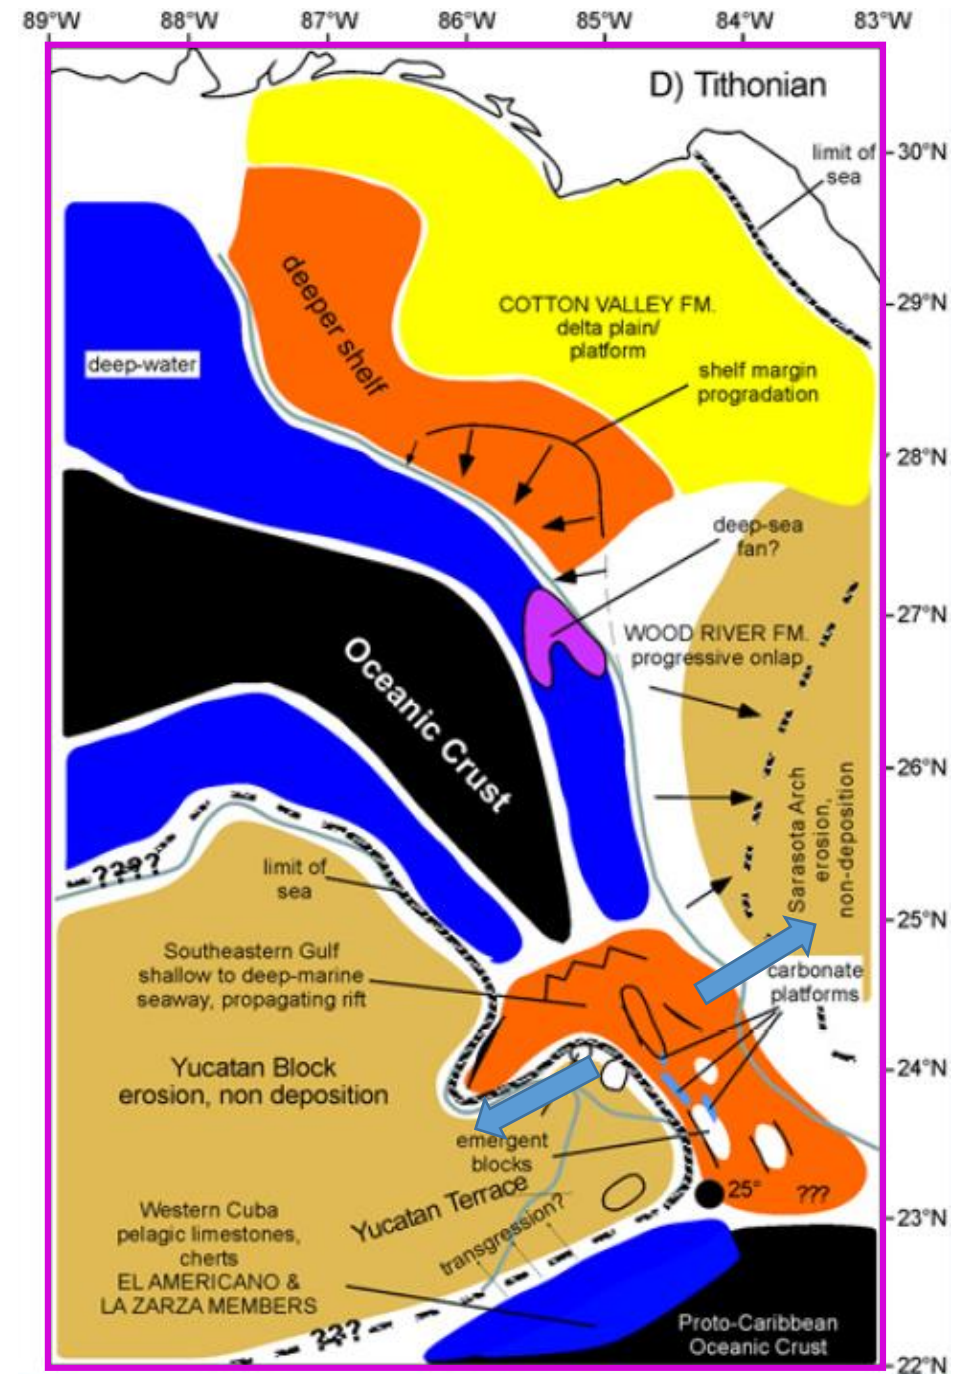 89°W 88°W 87°W 86°W 85°W 84°W 83°W
D) Tithonian
limit of
sea
30°N
29°N
COTTON VALLEY FM.
delta plain/
platform
deeper shelf
deep-water
shelf margin
progradation
28°N
deep-sea
fan?
27°N
WOOD RIVER FM.
progressive onlap
Oceanic Crust
26°N
Sarasota Arch
erosion,
non-deposition
????
limit of
sea
25°N
Southeastern Gulf
shallow to deep-marine
seaway, propagating rift
carbonate
platforms
24°N
Yucatan Block
erosion, non deposition
emergent
blocks
25°
???
Yucatan Terrace
transgression?
23°N
Western Cuba
pelagic limestones,
cherts
EL AMERICANO &
LA ZARZA MEMBERS
???
Proto-Caribbean
Oceanic Crust
22°N